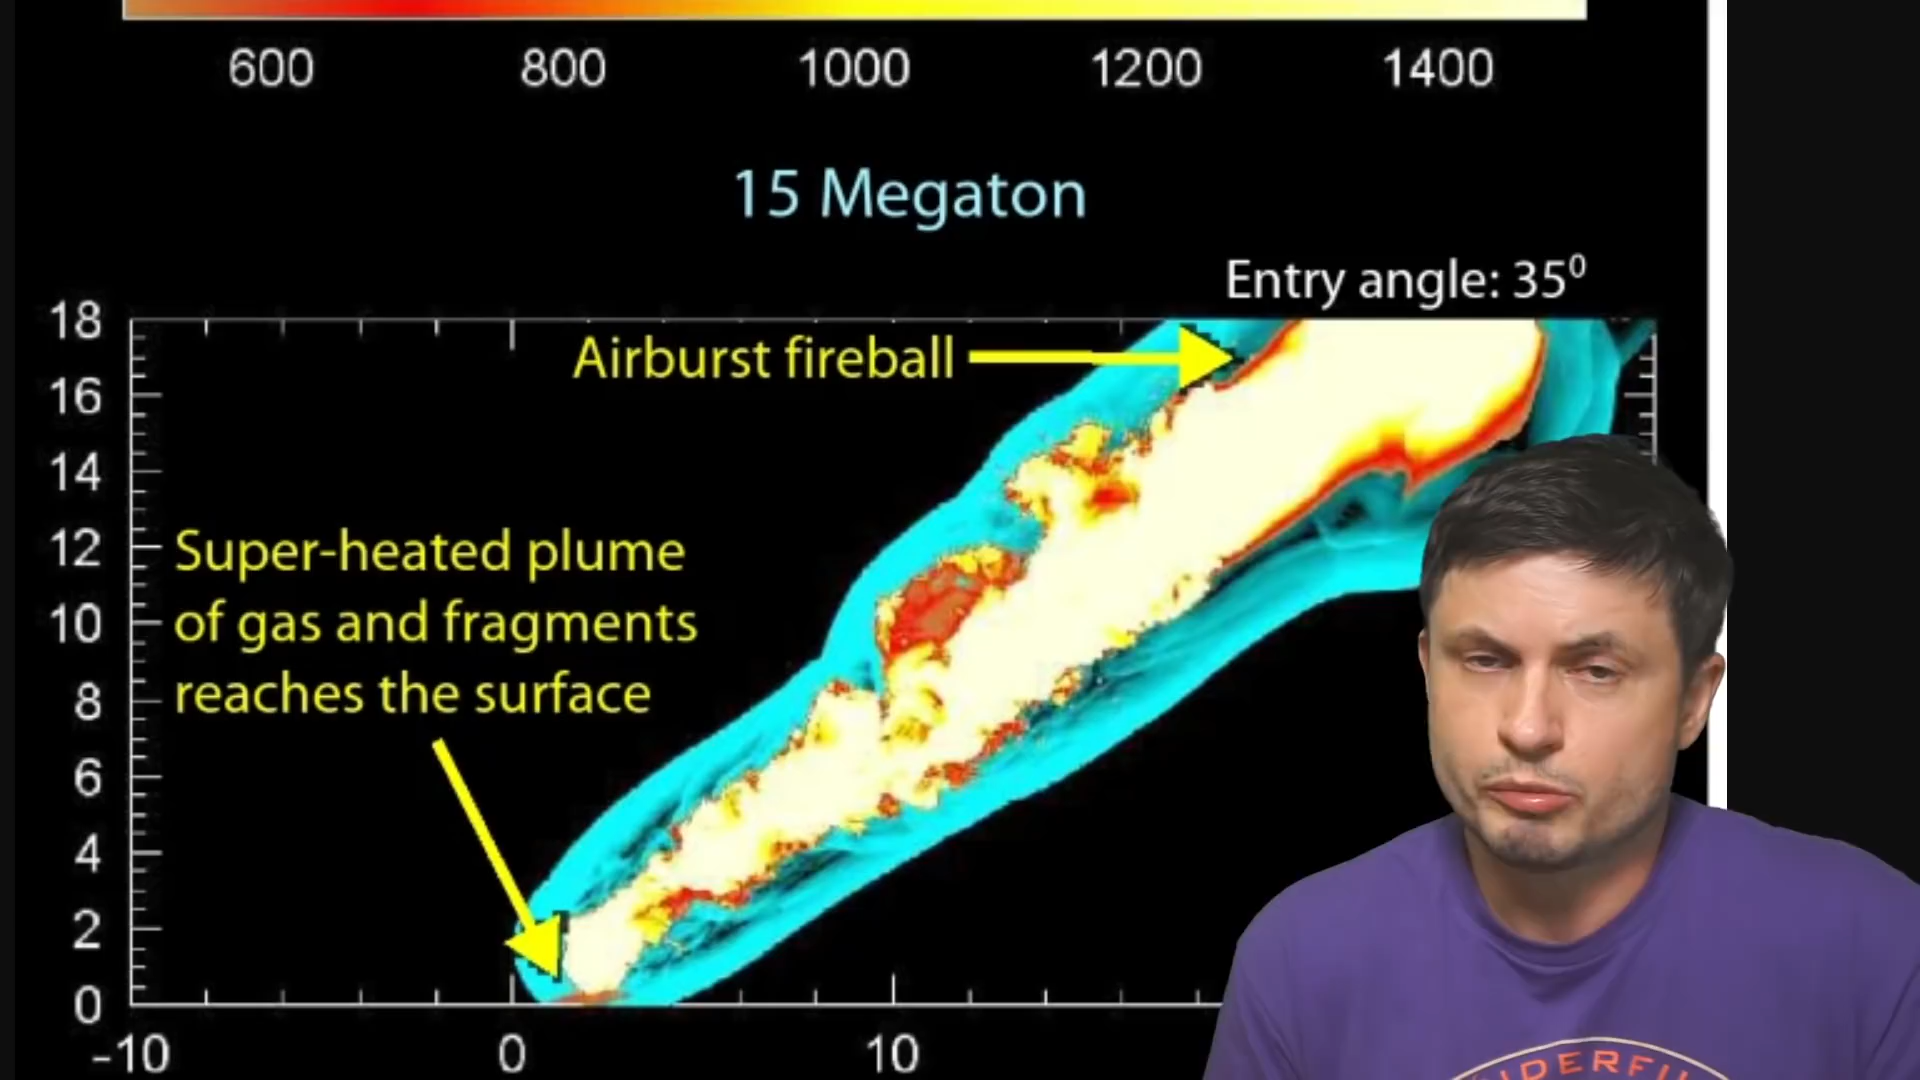 600 800 1000 1200 1400
15 Megaton
Entry angle: 35⁰
18
Airburst fireball
16
14
12
Super-heated plume
10
of gas and fragments
8
reaches the surface
6
4
2
0
-10 0 10